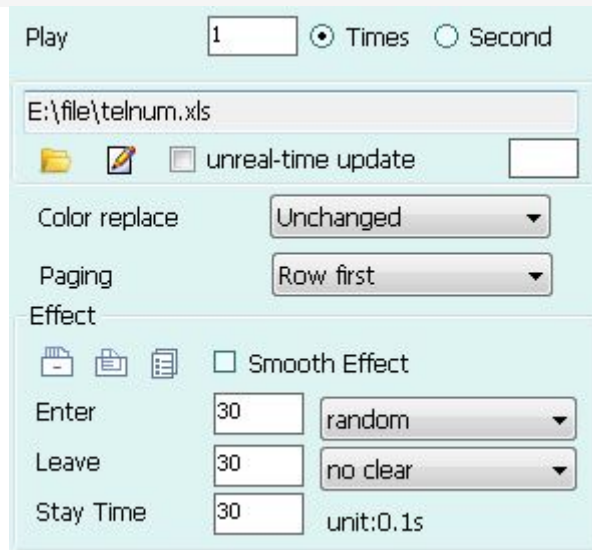 Play 1 Times Second
E:\file\telnum.xls
unreal-time update
Color replace Unchanged
Paging Row first
Effect
Smooth Effect
Enter 30 random
Leave 30 no clear
Stay Time 30 unit:0.1s